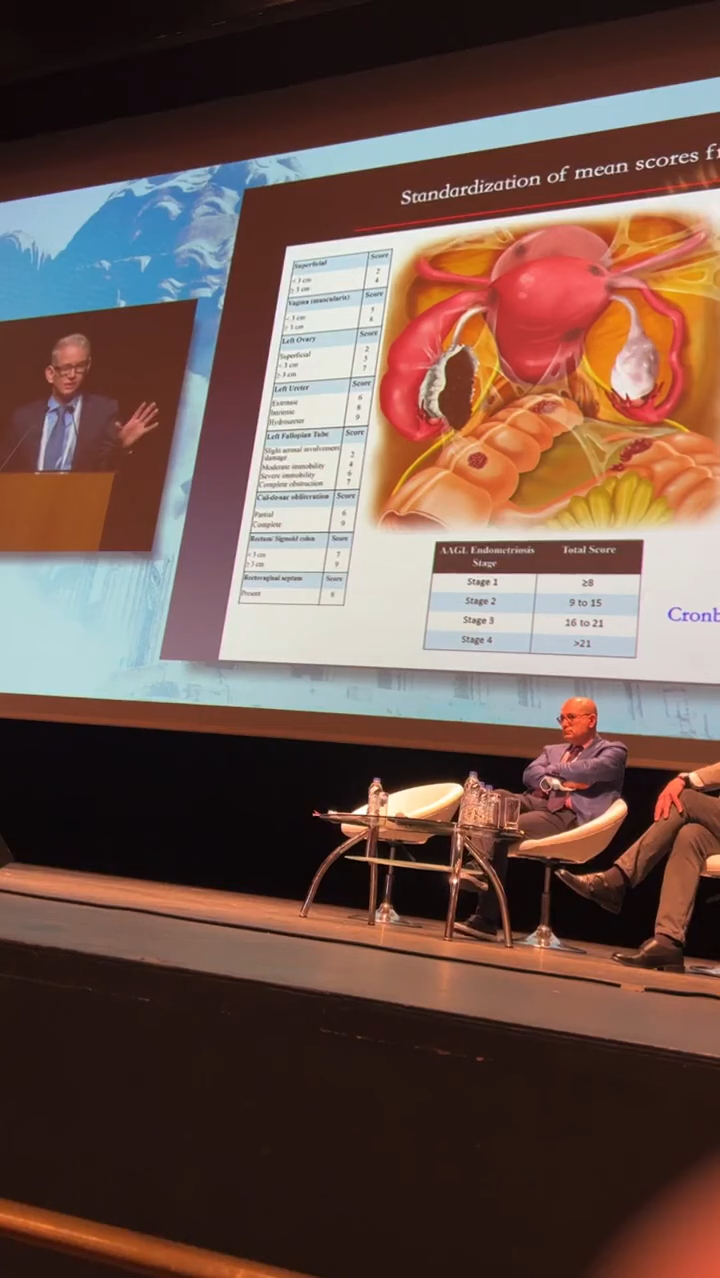 Standardization of mean scores f
Superficial Score
< 3 cm 2
≥ 3 cm 4
Vagina (muscularis) Score
< 3 cm 5
≥ 3 cm
Left Ovary Score
Superficial 2
< 3 cm 5
≥ 3 cm 7
Left Ureter Score
Extrinsic 6
Intrinsic 8
Hydroureter 9
Left Fallopian Tube Score
Moderate immobility 4
Severe immobility 6
Complete obstruction 7
Cul-de-sac obliteration Score
Partial 6
Complete 9
Rectum/ Sigmoid colon Score
< 3 cm 7
≥ 3 cm 9
Rectovaginal septum Score
Present 8
AAGL Endometriosis Stage Total Score
Stage 1 ≥8
Stage 2 9 to 15
Stage 3 16 to 21
Stage 4 >21
Cronb